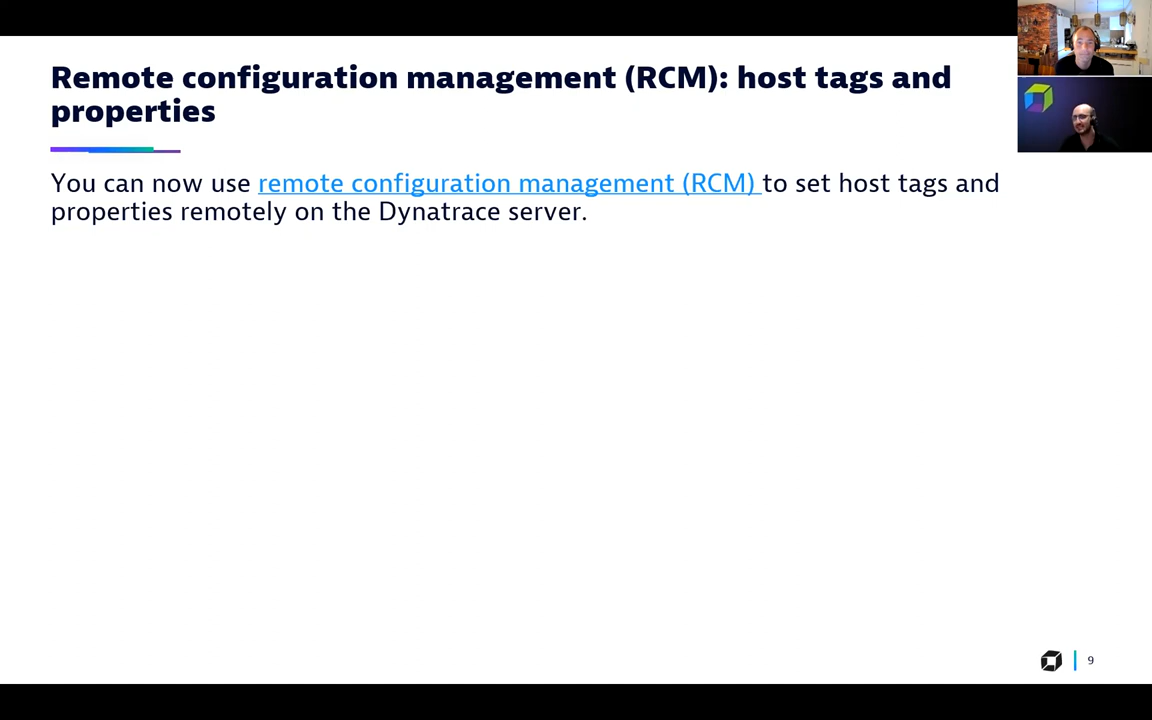 Remote configuration management (RCM): host tags and
properties
You can now use remote configuration management (RCM) to set host tags and
properties remotely on the Dynatrace server.
9